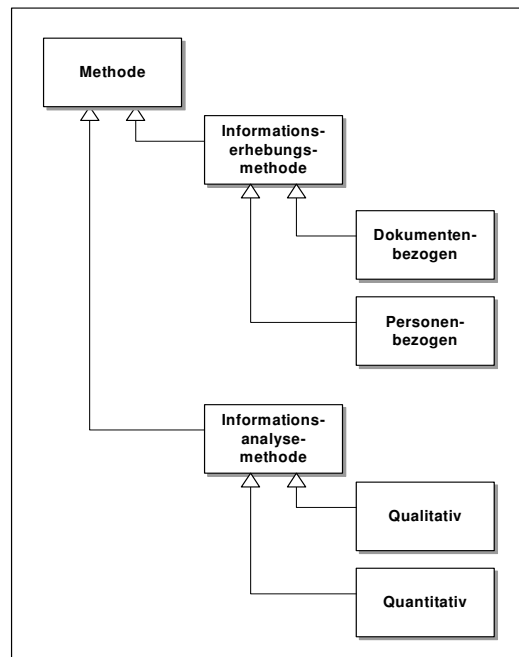 Methode
Informations-
erhebungs-
methode
Dokumenten-
bezogen
Personen-
bezogen
Informations-
analyse-
methode
Qualitativ
Quantitativ